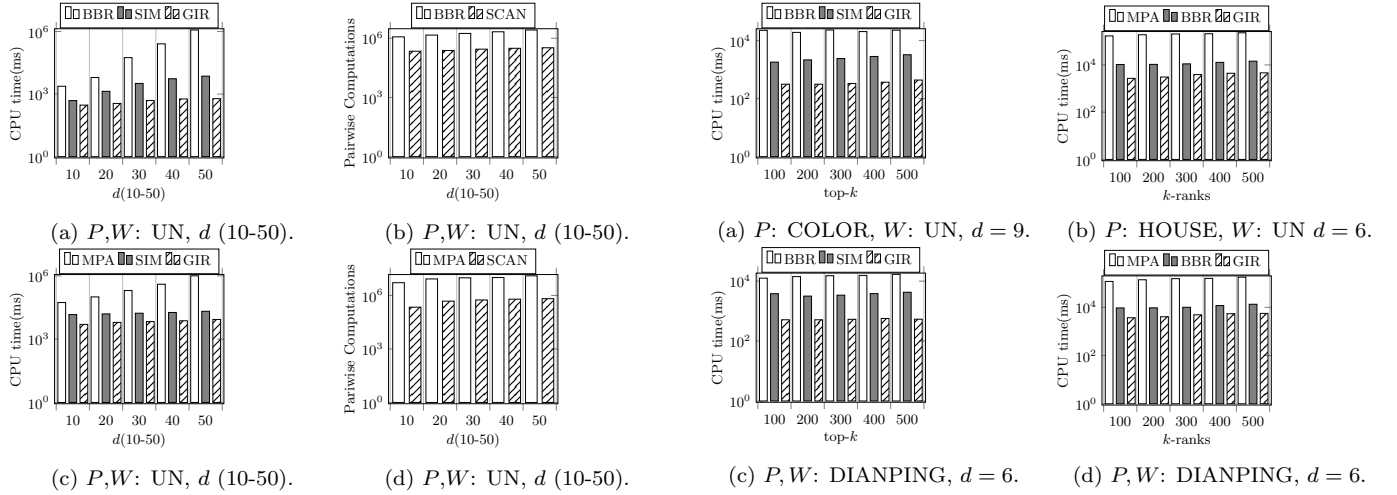 BBR SIM GIR
CPU time(ms)
10^6
10^3
10^0
10 20 30 40 50
d(10-50)
(a) P,W: UN, d (10-50).
BBR SCAN
Pairwise Computations
10^6
10^3
10^0
10 20 30 40 50
d(10-50)
(b) P,W: UN, d (10-50).
BBR SIM GIR
CPU time(ms)
10^4
10^2
10^0
100 200 300 400 500
top-k
(a) P: COLOR, W: UN, d = 9.
MPA BBR GIR
CPU time(ms)
10^4
10^2
10^0
100 200 300 400 500
k-ranks
(b) P: HOUSE, W: UN d = 6.
MPA SIM GIR
CPU time(ms)
10^6
10^4
10^2
10^0
10 20 30 40 50
d(10-50)
(c) P,W: UN, d (10-50).
MPA SCAN
Pariwise Computations
10^6
10^3
10^0
10 20 30 40 50
d(10-50)
(d) P,W: UN, d (10-50).
BBR SIM GIR
CPU time(ms)
10^4
10^2
10^0
100 200 300 400 500
top-k
(c) P, W: DIANPING, d = 6.
MPA BBR GIR
CPU time(ms)
10^4
10^2
10^0
100 200 300 400 500
k-ranks
(d) P, W: DIANPING, d = 6.